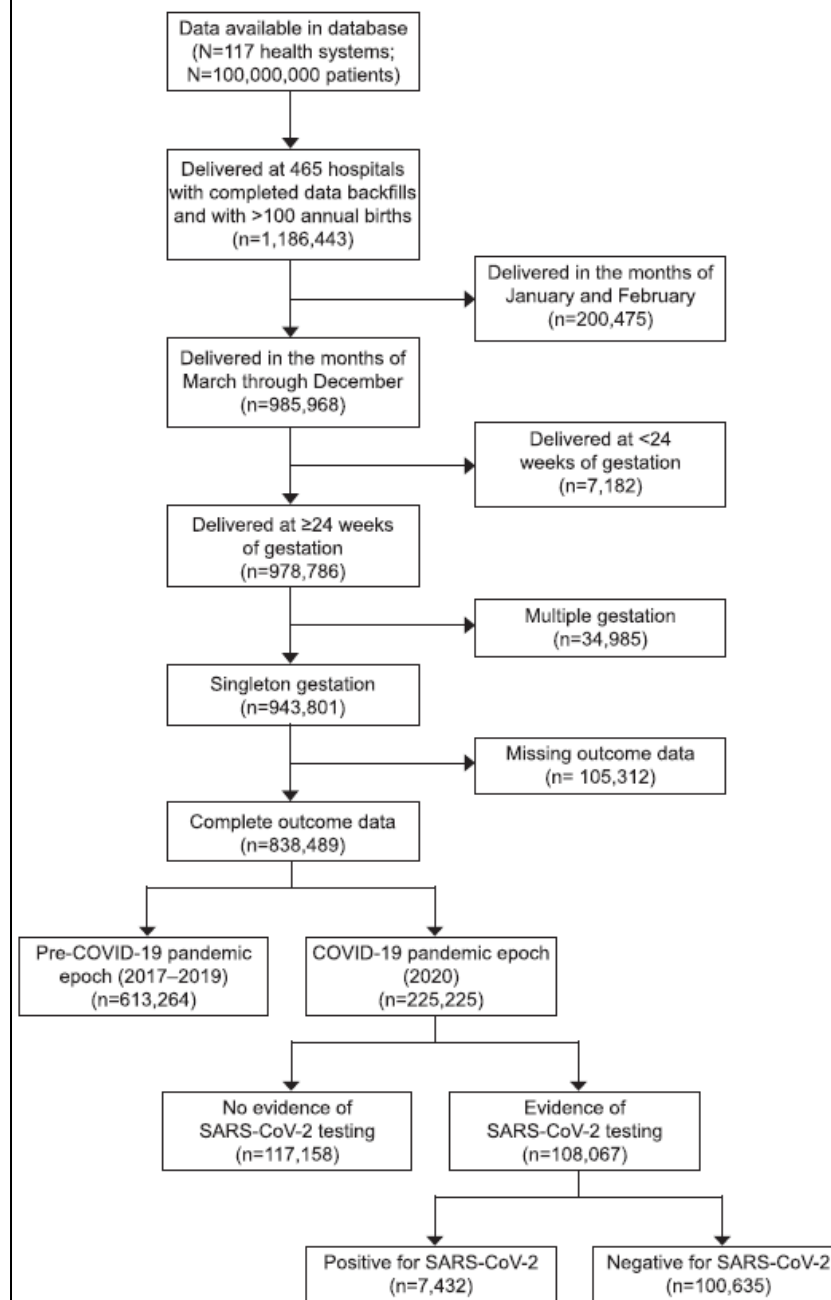 Data available in database
(N=117 health systems;
N=100,000,000 patients)
Delivered at 465 hospitals
with completed data backfills
and with >100 annual births
(n=1,186,443)
Delivered in the months of
January and February
(n=200,475)
Delivered in the months of
March through December
(n=985,968)
Delivered at <24
weeks of gestation
(n=7,182)
Delivered at ≥24 weeks
of gestation
(n=978,786)
Multiple gestation
(n=34,985)
Singleton gestation
(n=943,801)
Missing outcome data
(n= 105,312)
Complete outcome data
(n=838,489)
Pre-COVID-19 pandemic
epoch (2017–2019)
(n=613,264)
COVID-19 pandemic epoch
(2020)
(n=225,225)
No evidence of
SARS-CoV-2 testing
(n=117,158)
Evidence of
SARS-CoV-2 testing
(n=108,067)
Positive for SARS-CoV-2
(n=7,432)
Negative for SARS-CoV-2
(n=100,635)